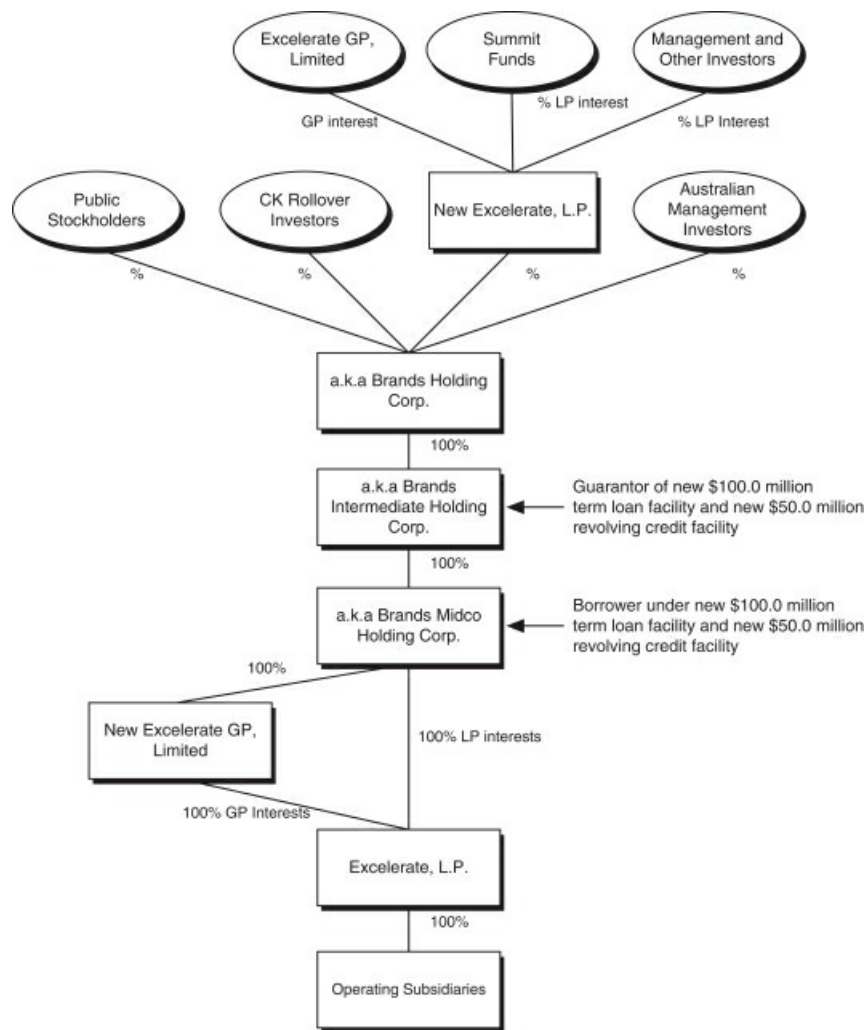 Excelerate GP,
Limited
Summit
Funds
Management and
Other Investors
GP interest
% LP interest
% LP Interest
Public
Stockholders
CK Rollover
Investors
New Excelerate, L.P.
Australian
Management
Investors
%
%
%
%
a.k.a Brands Holding
Corp.
100%
a.k.a Brands
Intermediate Holding
Corp.
Guarantor of new $100.0 million
term loan facility and new $50.0 million
revolving credit facility
100%
a.k.a Brands Midco
Holding Corp.
Borrower under new $100.0 million
term loan facility and new $50.0 million
revolving credit facility
100%
New Excelerate GP,
Limited
100% LP interests
100% GP Interests
Excelerate, L.P.
100%
Operating Subsidiaries